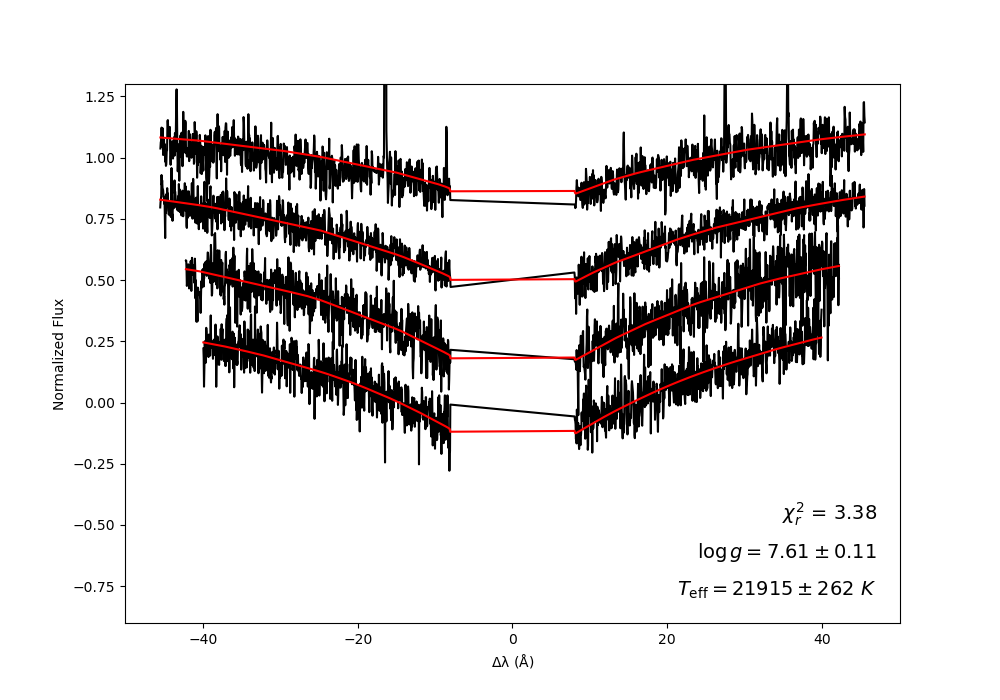 Normalized Flux
1.25
1.00
0.75
0.50
0.25
0.00
−0.25
−0.50
−0.75
χ²ᵣ = 3.38
log g = 7.61 ± 0.11
T_eff = 21915 ± 262 K
−40
−20
0
20
40
Δλ (Å)